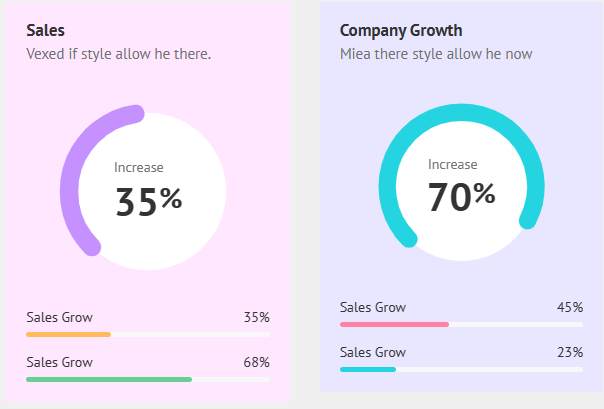 Sales
Vexed if style allow he there.
Increase
35%
Sales Grow 35%
Sales Grow 68%
Company Growth
Miea there style allow he now
Increase
70%
Sales Grow 45%
Sales Grow 23%